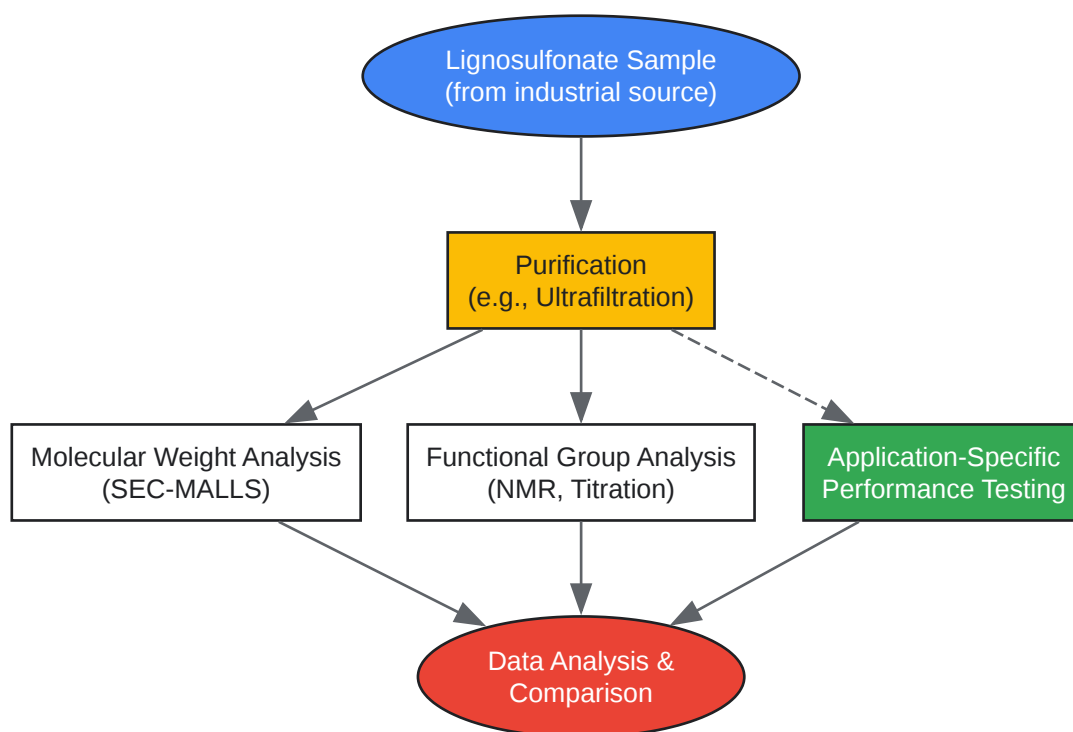 Lignosulfonate Sample
(from industrial source)
Purification
(e.g., Ultrafiltration)
Molecular Weight Analysis
(SEC-MALLS)
Functional Group Analysis
(NMR, Titration)
Application-Specific
Performance Testing
Data Analysis &
Comparison